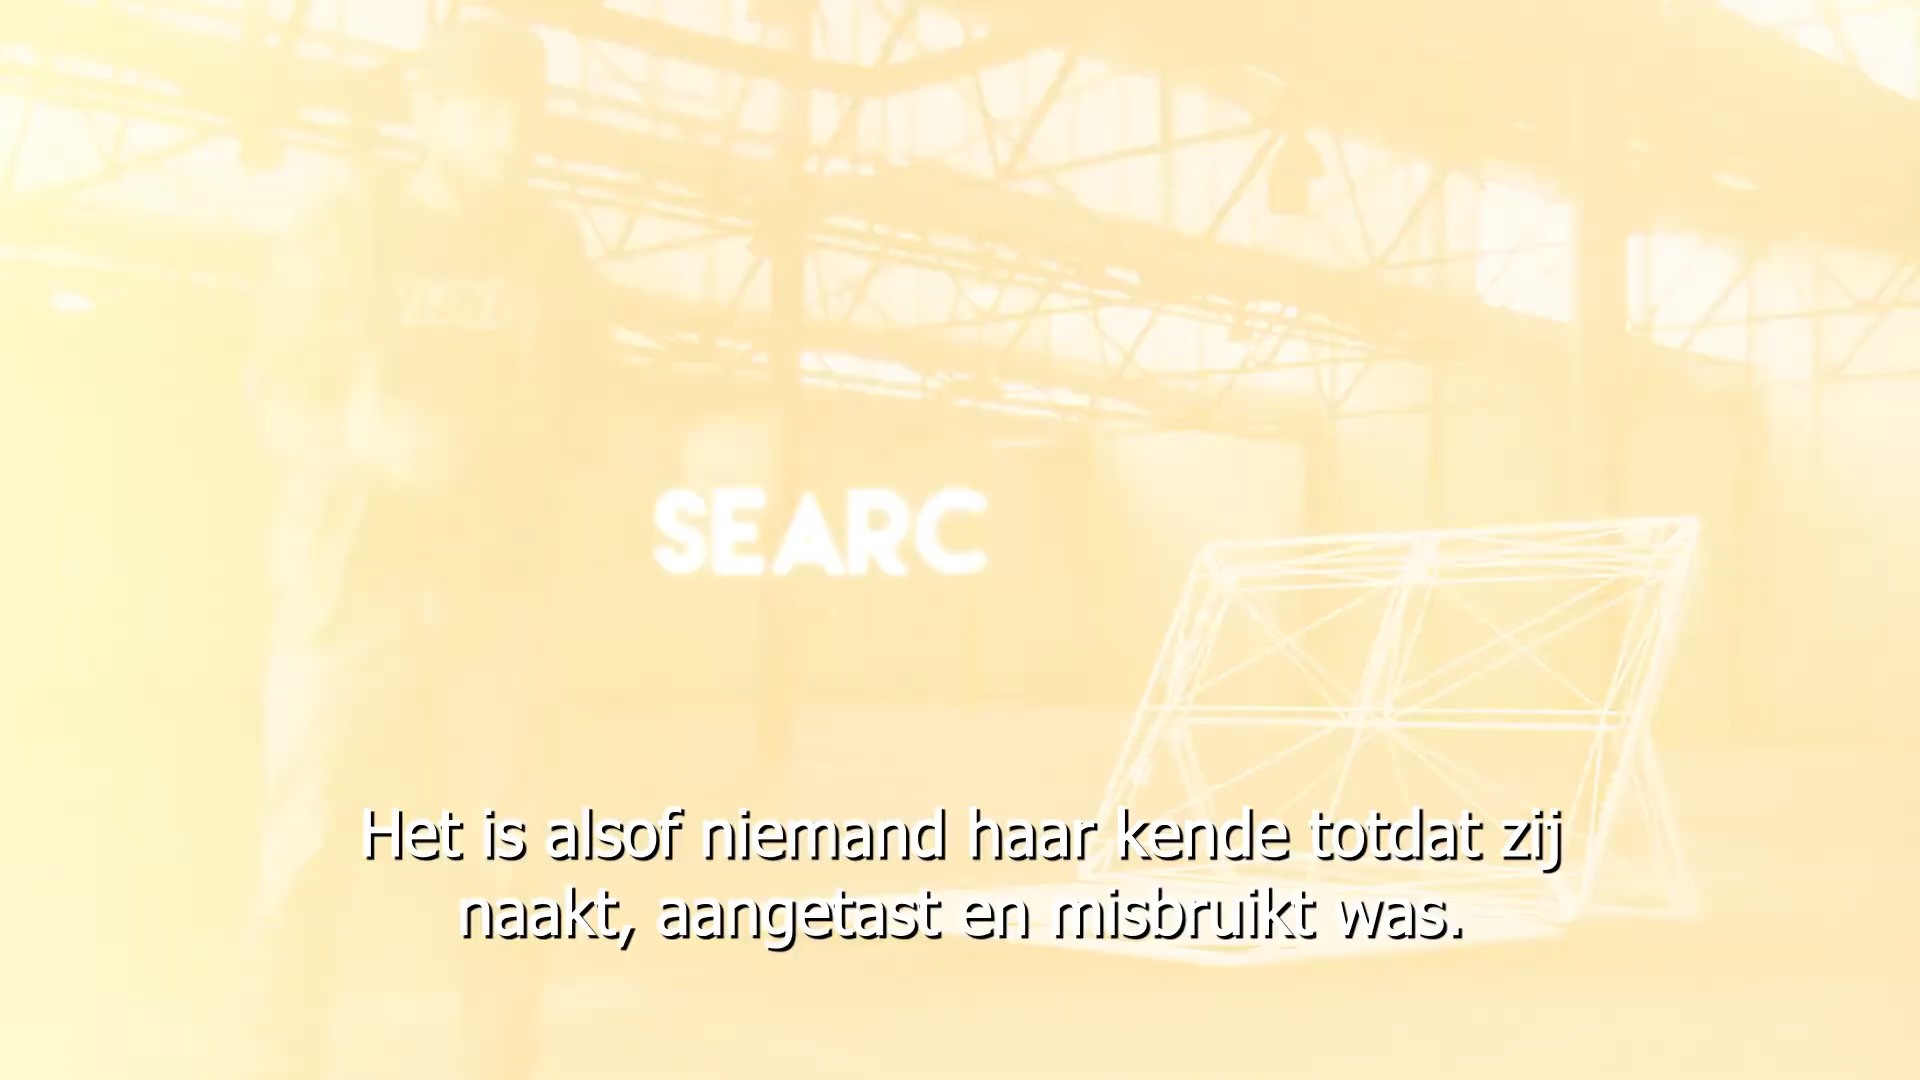 SEARC
Het is alsof niemand haar kende totdat zij
naakt, aangetast en misbruikt was.